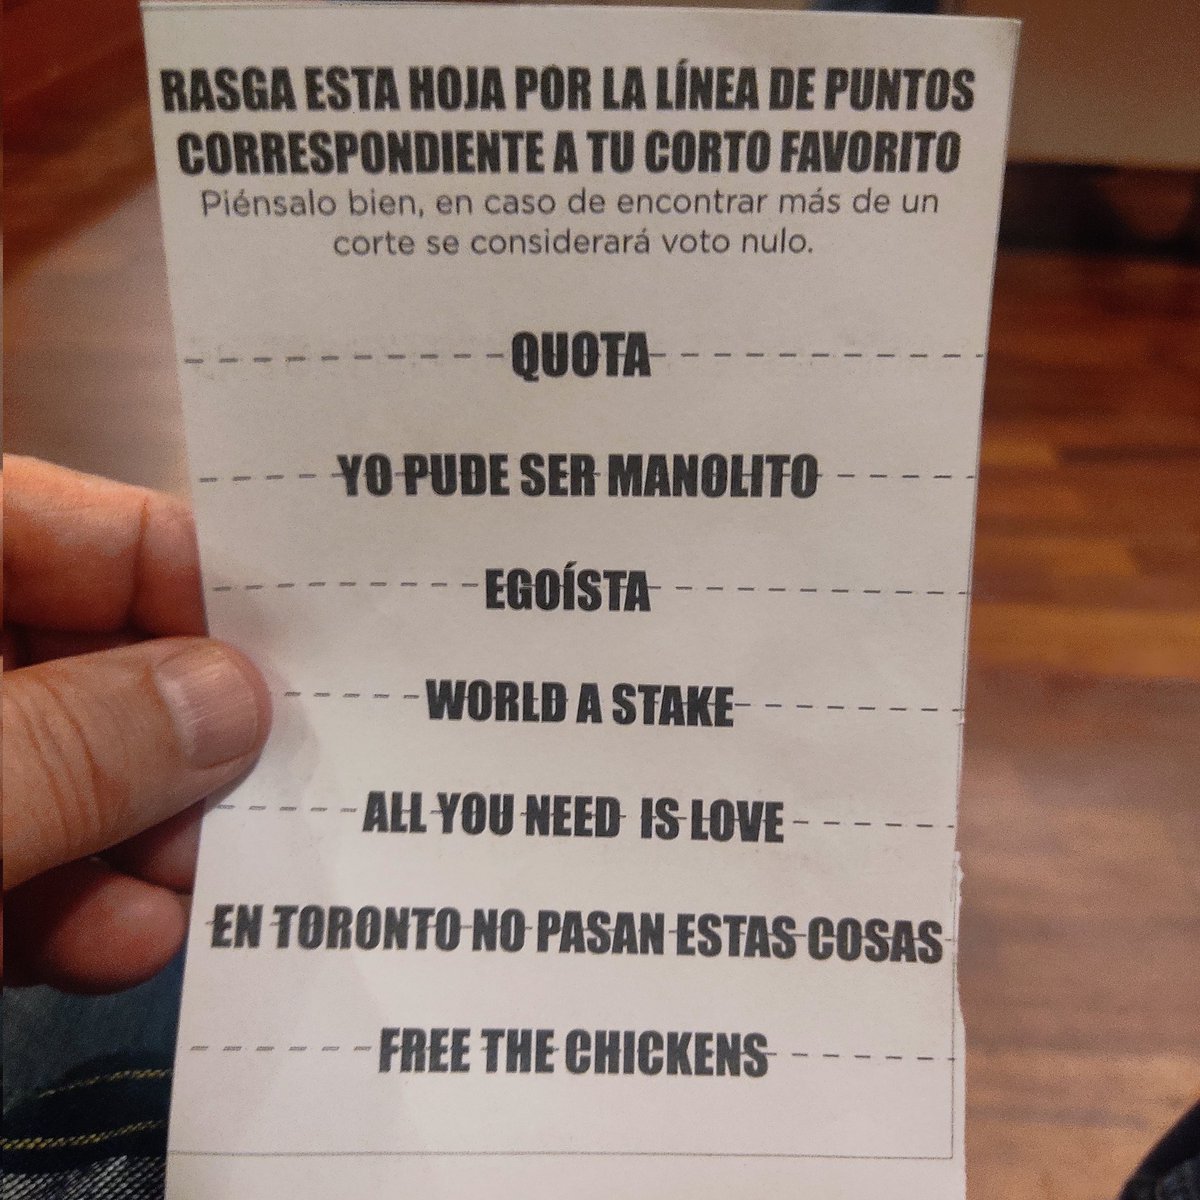 RASGA ESTA HOJA POR LA LÍNEA DE PUNTOS
CORRESPONDIENTE A TU CORTO FAVORITO
Piénsalo bien, en caso de encontrar más de un
corte se considerará voto nulo.
QUOTA
YO PUDE SER MANOLITO
EGOÍSTA
WORLD A STAKE
ALL YOU NEED IS LOVE
EN TORONTO NO PASAN ESTAS COSAS
FREE THE CHICKENS